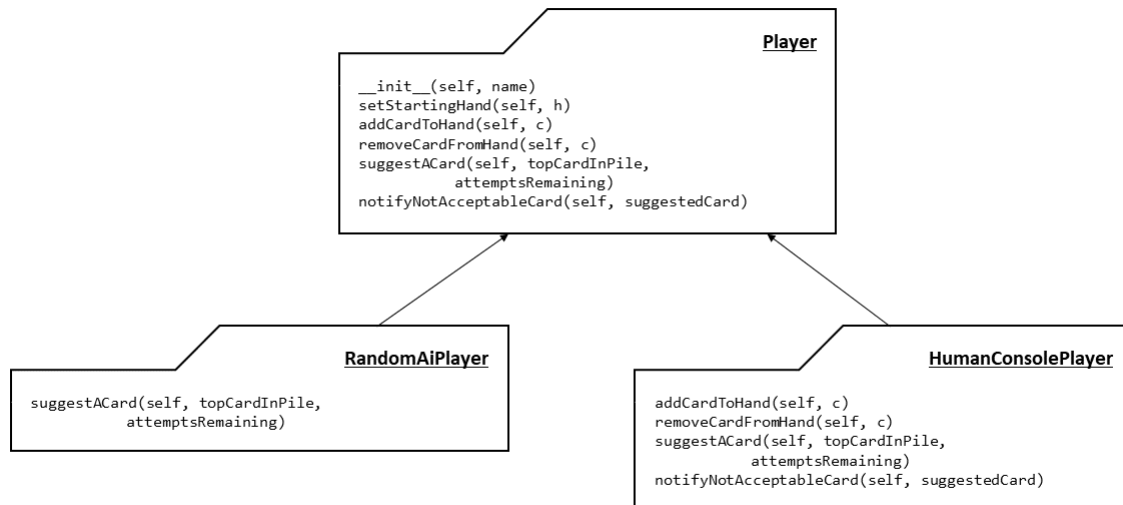 Player
__init__(self, name)
setStartingHand(self, h)
addCardToHand(self, c)
removeCardFromHand(self, c)
suggestACard(self, topCardInPile,
attemptsRemaining)
notifyNotAcceptableCard(self, suggestedCard)
RandomAiPlayer
suggestACard(self, topCardInPile,
attemptsRemaining)
HumanConsolePlayer
addCardToHand(self, c)
removeCardFromHand(self, c)
suggestACard(self, topCardInPile,
attemptsRemaining)
notifyNotAcceptableCard(self, suggestedCard)